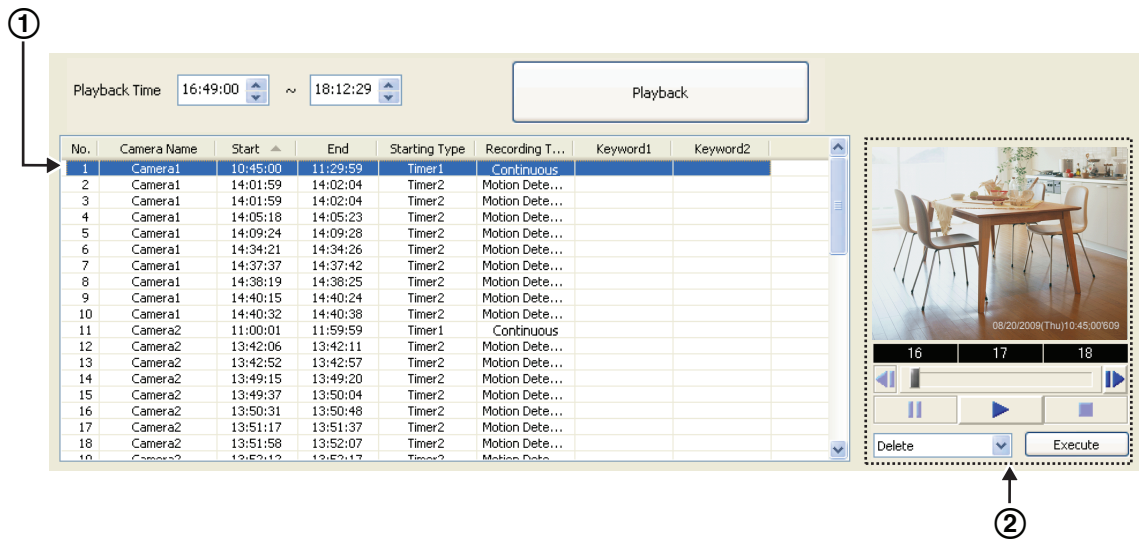 ①
Playback Time 16:49:00 ~ 18:12:29 Playback
No. Camera Name Start End Starting Type Recording T... Keyword1 Keyword2
1 Camera1 10:45:00 11:29:59 Timer1 Continuous
2 Camera1 14:01:59 14:02:04 Timer2 Motion Dete...
3 Camera1 14:01:59 14:02:04 Timer2 Motion Dete...
4 Camera1 14:05:18 14:05:23 Timer2 Motion Dete...
5 Camera1 14:09:24 14:09:28 Timer2 Motion Dete...
6 Camera1 14:34:21 14:34:26 Timer2 Motion Dete...
7 Camera1 14:37:37 14:37:42 Timer2 Motion Dete...
8 Camera1 14:38:19 14:38:25 Timer2 Motion Dete...
9 Camera1 14:40:15 14:40:24 Timer2 Motion Dete...
10 Camera1 14:40:32 14:40:38 Timer2 Motion Dete...
11 Camera2 11:00:01 11:59:59 Timer1 Continuous
12 Camera2 13:42:06 13:42:11 Timer2 Motion Dete...
13 Camera2 13:42:52 13:42:57 Timer2 Motion Dete...
14 Camera2 13:49:15 13:49:20 Timer2 Motion Dete...
15 Camera2 13:49:37 13:50:04 Timer2 Motion Dete...
16 Camera2 13:50:31 13:50:48 Timer2 Motion Dete...
17 Camera2 13:51:17 13:51:37 Timer2 Motion Dete...
18 Camera2 13:51:58 13:52:07 Timer2 Motion Dete...
08/20/2009(Thu)10:45;00'609
16 17 18
Delete Execute
②